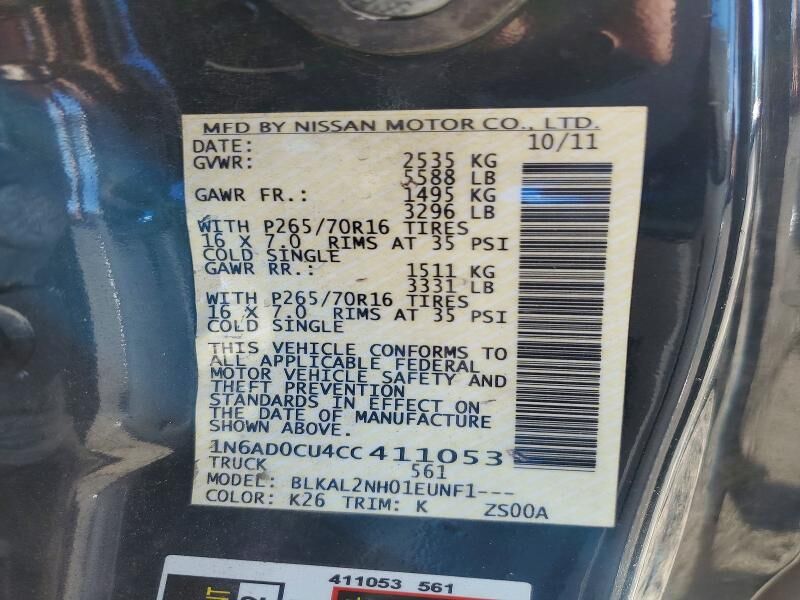 MFD BY NISSAN MOTOR CO., LTD.
DATE: 10/11
GVWR: 2535 KG
5588 LB
GAWR FR.: 1495 KG
3296 LB
WITH P265/70R16 TIRES
16 X 7.0 RIMS AT 35 PSI
COLD SINGLE
GAWR RR.: 1511 KG
3331 LB
WITH P265/70R16 TIRES
16 X 7.0 RIMS AT 35 PSI
COLD SINGLE
THIS VEHICLE CONFORMS TO
ALL APPLICABLE FEDERAL
MOTOR VEHICLE SAFETY AND
THEFT PREVENTION
STANDARDS IN EFFECT ON
THE DATE OF MANUFACTURE
SHOWN ABOVE.
1N6AD0CU4CC411053
TRUCK 561
MODEL: BLKAL2NH01EUNF1---
COLOR: K26 TRIM: K ZS00A
411053 561